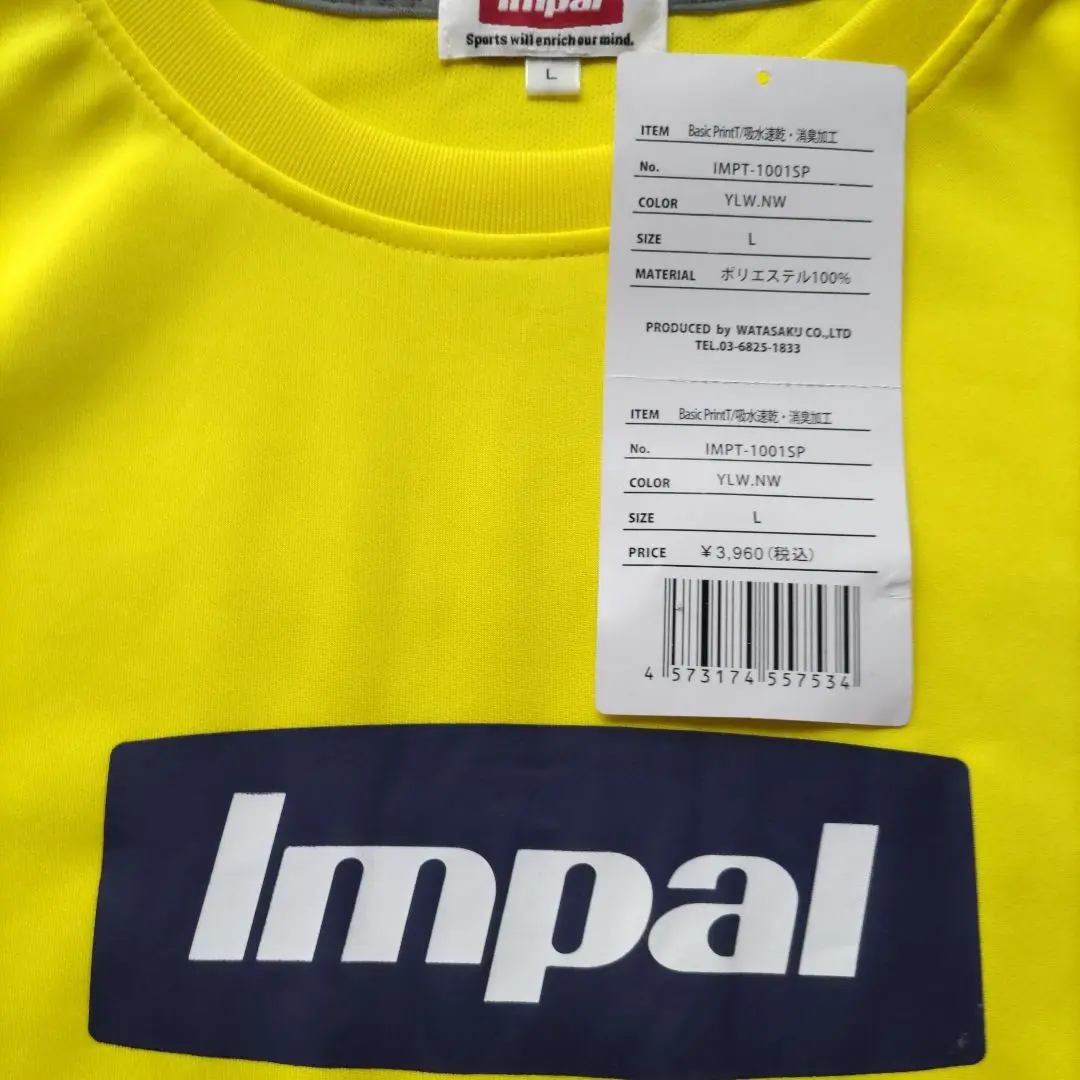 Impal
Sports will enrich our mind.
L
ITEM Basic PrintT/吸水速乾・消臭加工
No. IMPT-1001SP
COLOR YLW.NW
SIZE L
MATERIAL ポリエステル100%
PRODUCED by WATASAKU CO.,LTD
TEL.03-6825-1833
ITEM Basic PrintT/吸水速乾・消臭加工
No. IMPT-1001SP
COLOR YLW.NW
SIZE L
PRICE ¥3,960(税込)
4 573174 557534
Impal